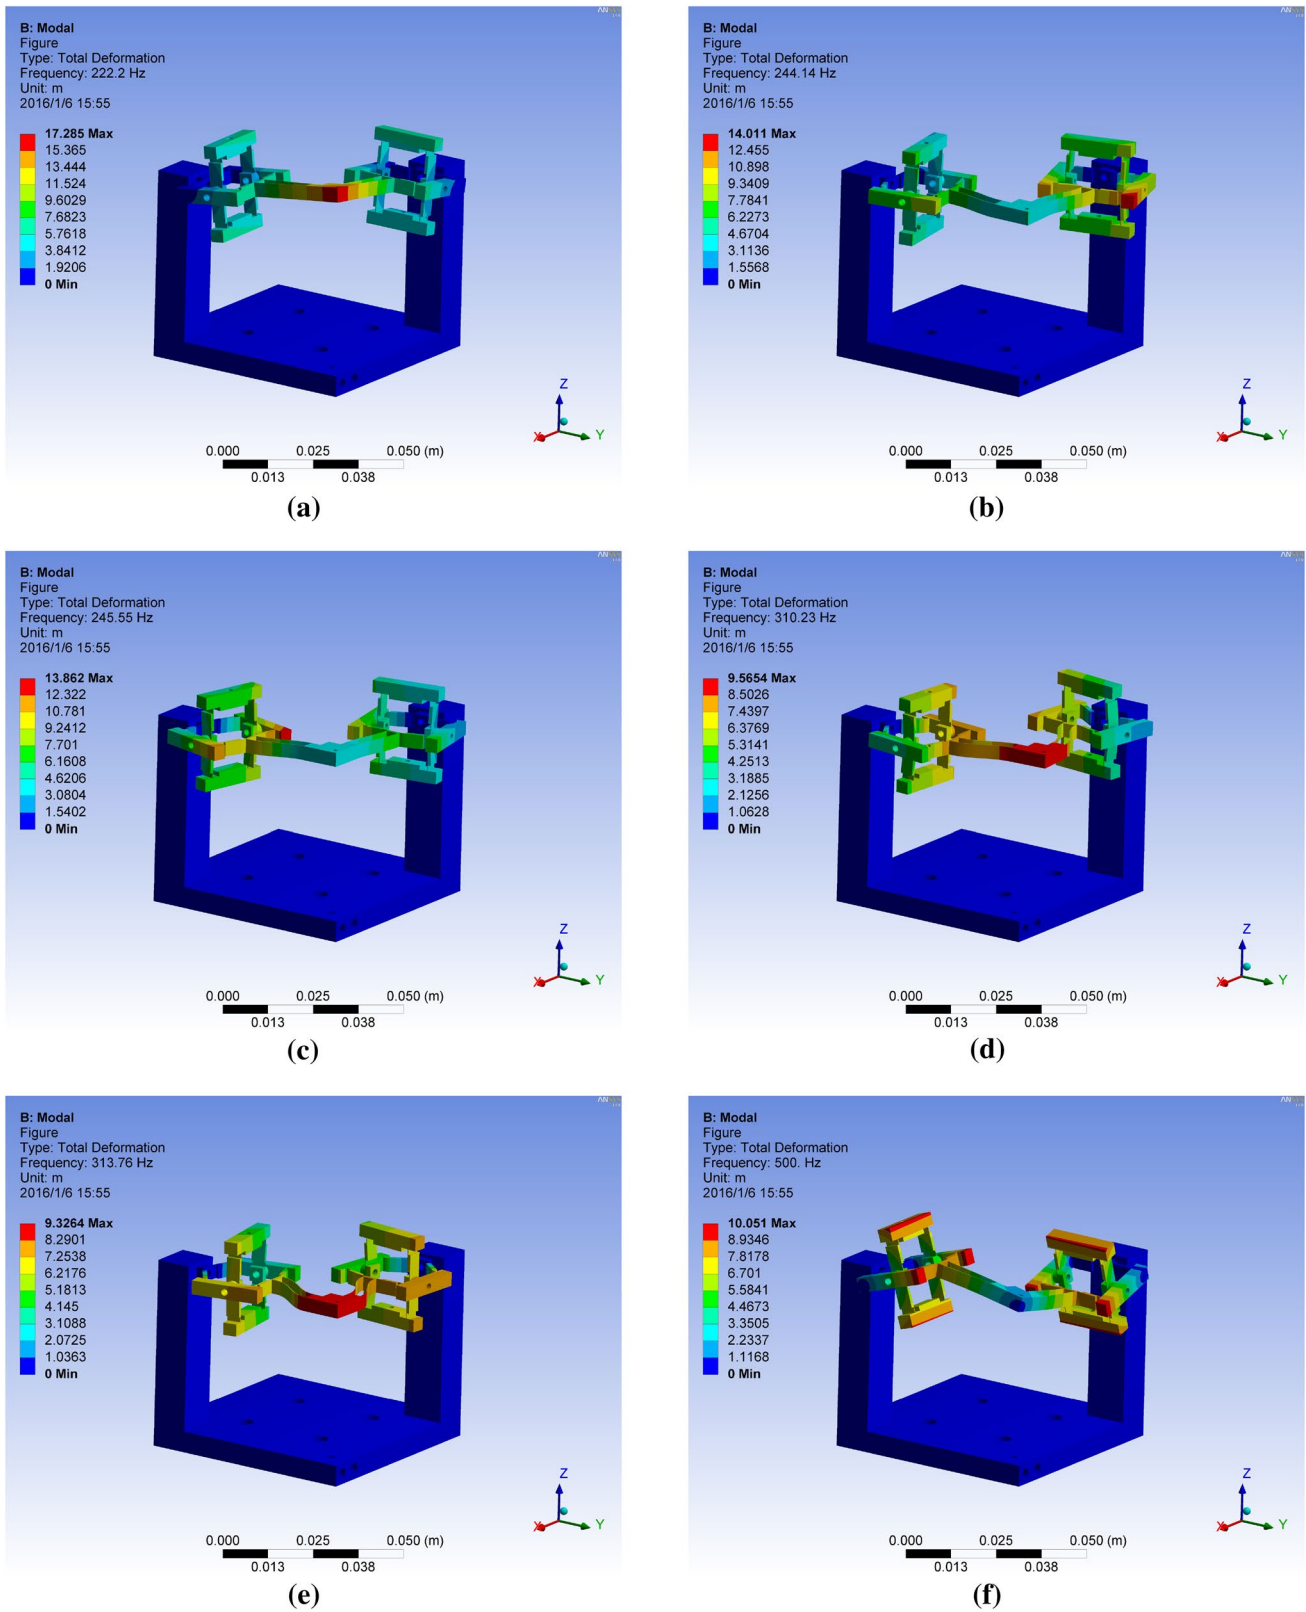 B: Modal
Figure
Type: Total Deformation
Frequency: 222.2 Hz
Unit: m
2016/1/6 15:55
17.285 Max
15.365
13.444
11.524
9.6029
7.6823
5.7618
3.8412
1.9206
0 Min
Z
X
Y
0.000
0.025
0.050 (m)
0.013
0.038
(a)
B: Modal
Figure
Type: Total Deformation
Frequency: 244.14 Hz
Unit: m
2016/1/6 15:55
14.011 Max
12.455
10.898
9.3409
7.7841
6.2273
4.6704
3.1136
1.5568
0 Min
Z
X
Y
0.000
0.025
0.050 (m)
0.013
0.038
(b)
B: Modal
Figure
Type: Total Deformation
Frequency: 245.55 Hz
Unit: m
2016/1/6 15:55
13.862 Max
12.322
10.781
9.2412
7.701
6.1608
4.6206
3.0804
1.5402
0 Min
Z
X
Y
0.000
0.025
0.050 (m)
0.013
0.038
(c)
B: Modal
Figure
Type: Total Deformation
Frequency: 310.23 Hz
Unit: m
2016/1/6 15:55
9.5654 Max
8.5026
7.4397
6.3769
5.3141
4.2513
3.1885
2.1256
1.0628
0 Min
Z
X
Y
0.000
0.025
0.050 (m)
0.013
0.038
(d)
B: Modal
Figure
Type: Total Deformation
Frequency: 313.76 Hz
Unit: m
2016/1/6 15:55
9.3264 Max
8.2901
7.2538
6.2176
5.1813
4.145
3.1088
2.0725
1.0363
0 Min
Z
X
Y
0.000
0.025
0.050 (m)
0.013
0.038
(e)
B: Modal
Figure
Type: Total Deformation
Frequency: 500. Hz
Unit: m
2016/1/6 15:55
10.051 Max
8.9346
7.8178
6.701
5.5841
4.4673
3.3505
2.2337
1.1168
0 Min
Z
X
Y
0.000
0.025
0.050 (m)
0.013
0.038
(f)